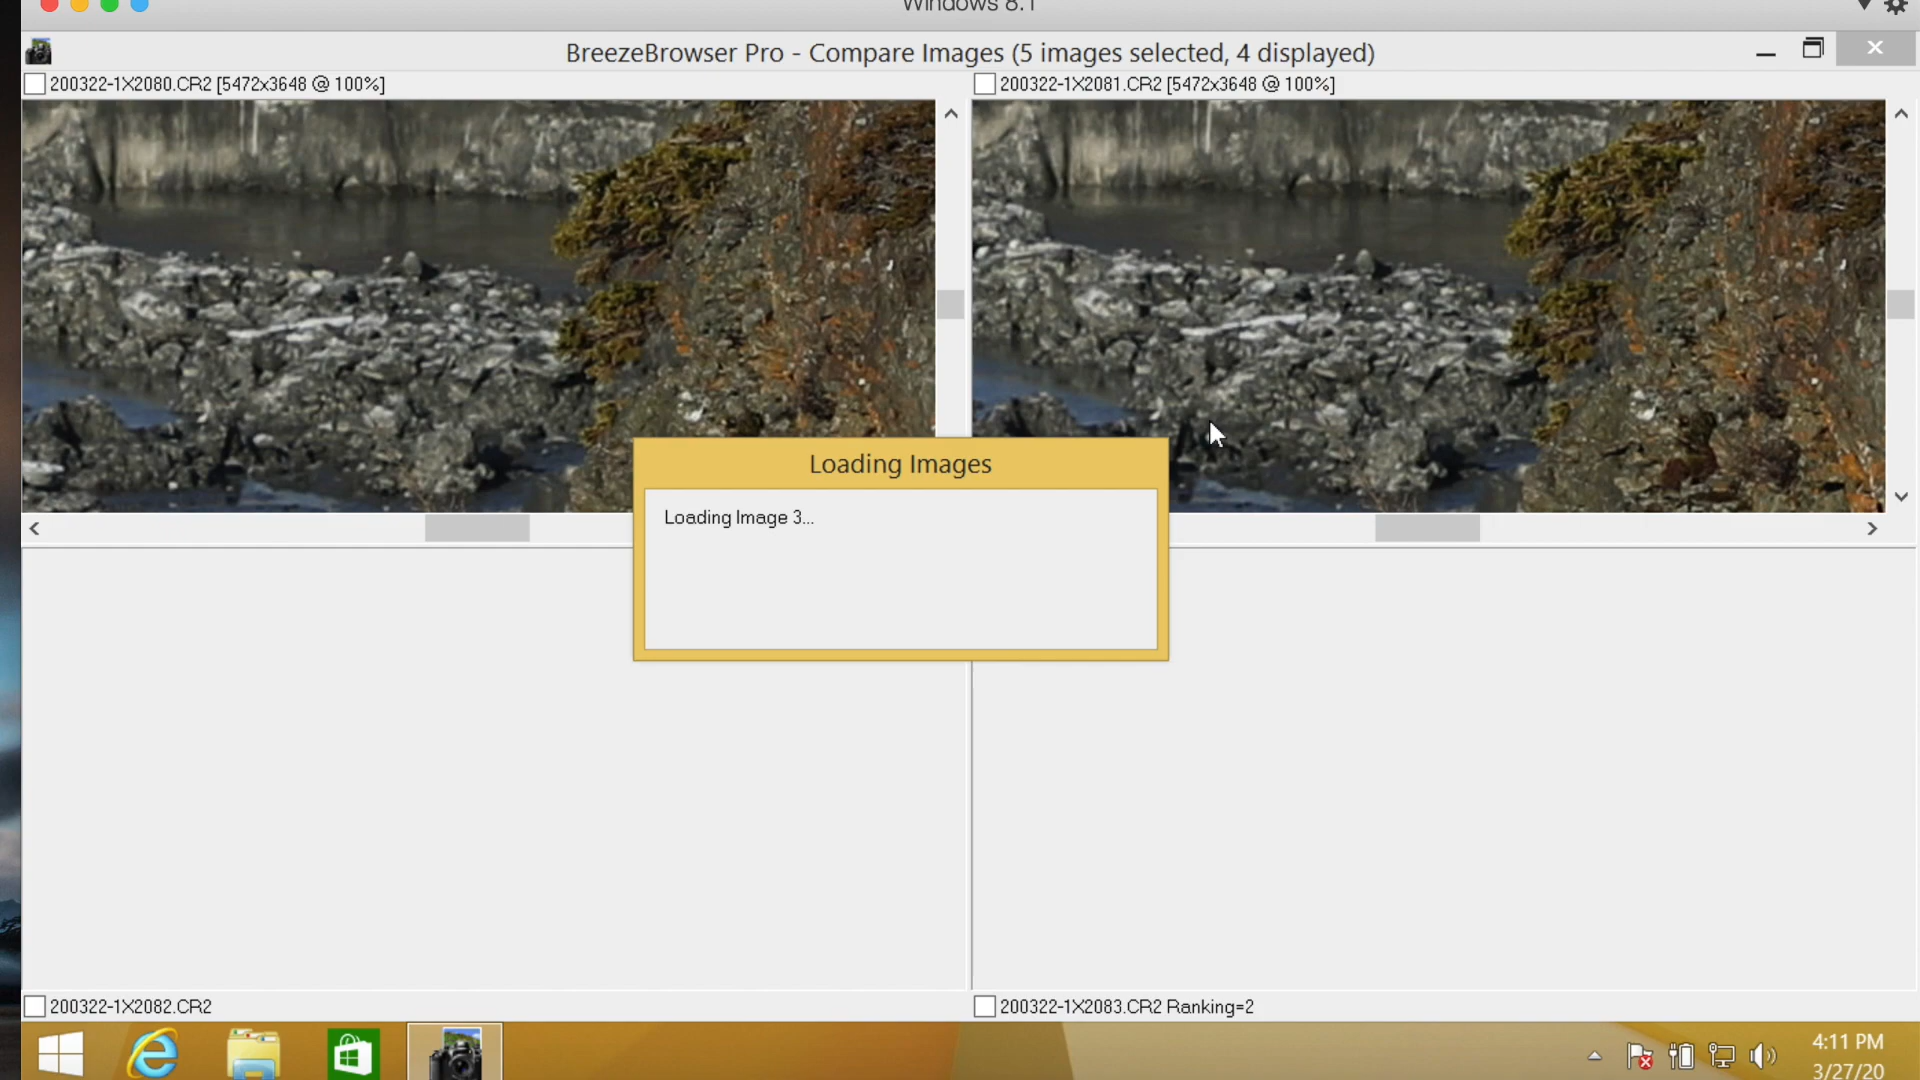 Windows 8.1
BreezeBrowser Pro - Compare Images (5 images selected, 4 displayed)
200322-1X2080.CR2 [5472x3648 @ 100%]
200322-1X2081.CR2 [5472x3648 @ 100%]
Loading Images
Loading Image 3...
200322-1X2082.CR2
200322-1X2083.CR2 Ranking=2
4:11 PM
3/27/20